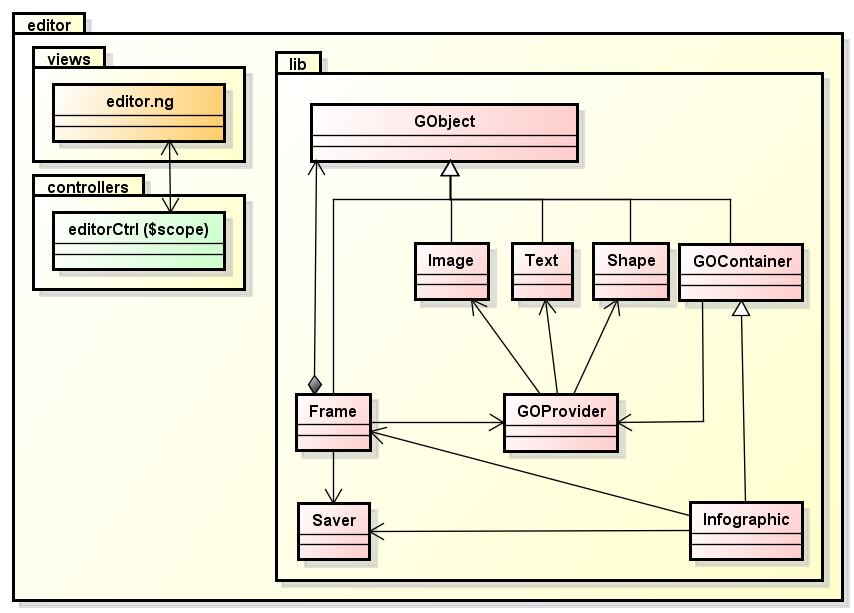 editor
views
editor.ng
controllers
editorCtrl ($scope)
lib
GObject
Image
Text
Shape
GOContainer
Frame
GOProvider
Saver
Infographic